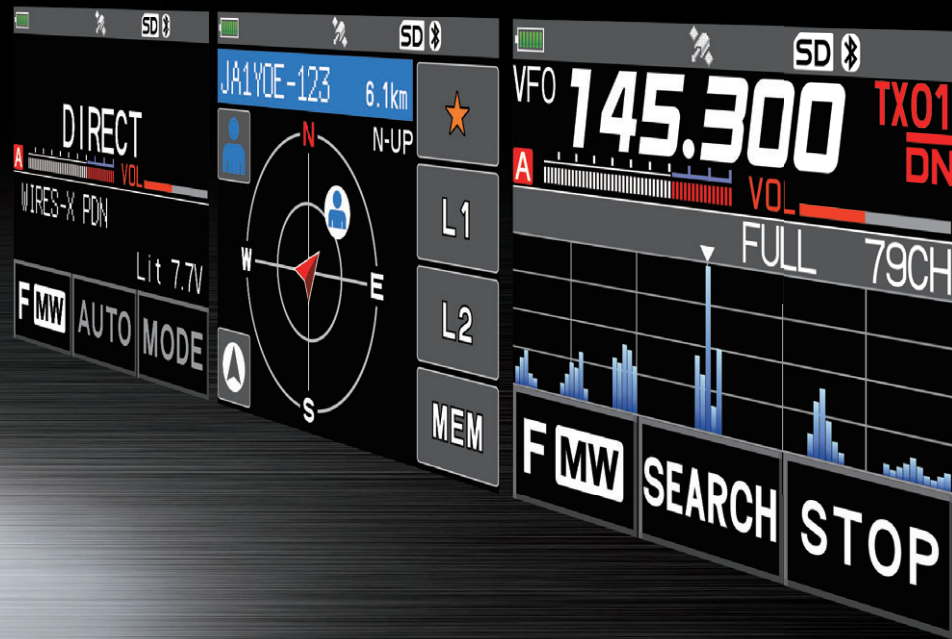 SD
DIRECT
A
VOL
WIRES-X PDN
Lit 7.7V
F MW
AUTO
MODE
SD
JA1YOE-123 6.1km
N-UP
N
W
E
S
L1
L2
MEM
SD
VFO 145.300 TX01
DN
A
VOL
FULL 79CH
F MW
SEARCH
STOP